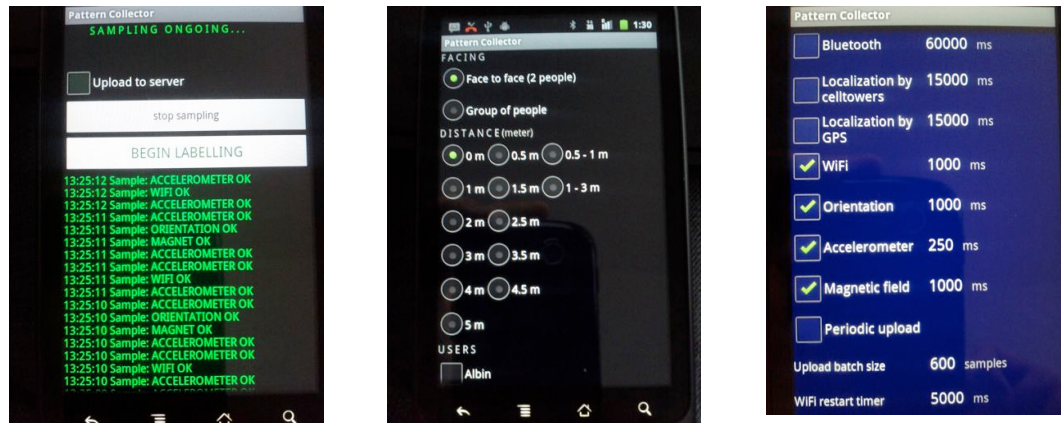 Pattern Collector
SAMPLING ONGOING...
Upload to server
stop sampling
BEGIN LABELLING
13:25:12 Sample: ACCELEROMETER OK
13:25:12 Sample: WIFI OK
13:25:12 Sample: ACCELEROMETER OK
13:25:11 Sample: ACCELEROMETER OK
13:25:11 Sample: ORIENTATION OK
13:25:11 Sample: MAGNET OK
13:25:11 Sample: ACCELEROMETER OK
13:25:11 Sample: ACCELEROMETER OK
13:25:11 Sample: WIFI OK
13:25:11 Sample: ACCELEROMETER OK
13:25:10 Sample: ACCELEROMETER OK
13:25:10 Sample: ORIENTATION OK
13:25:10 Sample: MAGNET OK
13:25:10 Sample: ACCELEROMETER OK
13:25:10 Sample: ACCELEROMETER OK
13:25:10 Sample: WIFI OK
13:25:10 Sample: ACCELEROMETER OK
1:30
Pattern Collector
FACING
Face to face (2 people)
Group of people
DISTANCE(meter)
0 m 0.5 m 0.5 - 1 m
1 m 1.5 m 1 - 3 m
2 m 2.5 m
3 m 3.5 m
4 m 4.5 m
5 m
USERS
Albin
Pattern Collector
Bluetooth 60000 ms
Localization by celltowers 15000 ms
Localization by GPS 15000 ms
WiFi 1000 ms
Orientation 1000 ms
Accelerometer 250 ms
Magnetic field 1000 ms
Periodic upload
Upload batch size 600 samples
WiFi restart timer 5000 ms